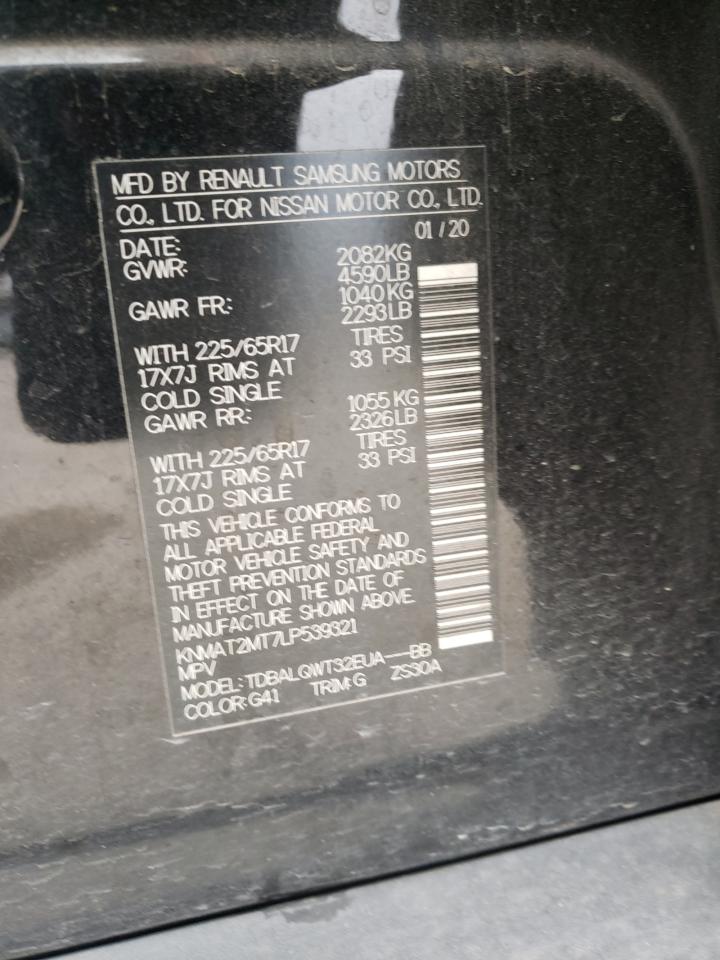 MFD BY RENAULT SAMSUNG MOTORS
CO., LTD. FOR NISSAN MOTOR CO., LTD.
DATE: 01/20
GVWR: 2082KG
4590LB
GAWR FR: 1040KG
2293LB
WITH 225/65R17 TIRES
17X7J RIMS AT 33 PSI
COLD SINGLE
GAWR RR: 1055KG
2326LB
WITH 225/65R17 TIRES
17X7J RIMS AT 33 PSI
COLD SINGLE
THIS VEHICLE CONFORMS TO
ALL APPLICABLE FEDERAL
MOTOR VEHICLE SAFETY AND
THEFT PREVENTION STANDARDS
IN EFFECT ON THE DATE OF
MANUFACTURE SHOWN ABOVE.
KNMAT2MT7LP539321
MPV
MODEL: TDBALQWT32EUA---BB
COLOR: G41 TRIM: G ZS30A